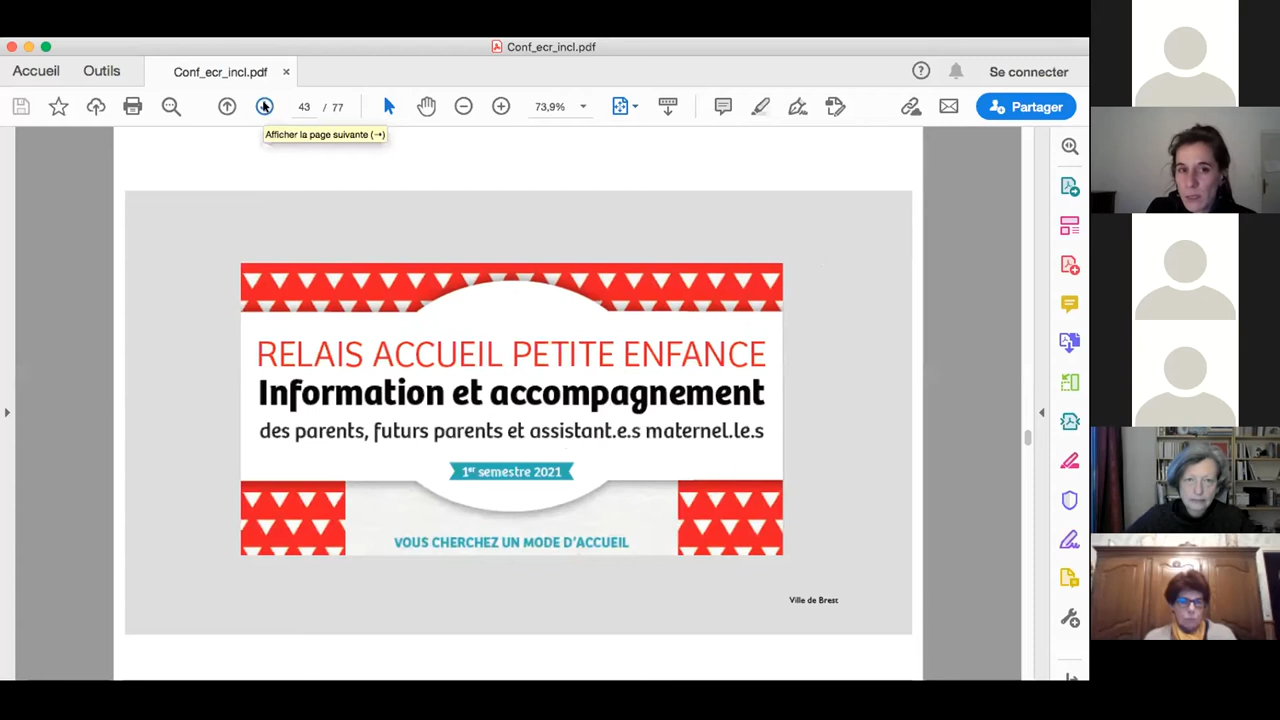 Conf_ecr_incl.pdf
Accueil
Outils
Conf_ecr_incl.pdf
Se connecter
43 / 77
73,9%
Partager
Afficher la page suivante (→)
RELAIS ACCUEIL PETITE ENFANCE
Information et accompagnement
des parents, futurs parents et assistant.e.s maternel.le.s
1er semestre 2021
VOUS CHERCHEZ UN MODE D'ACCUEIL
Ville de Brest